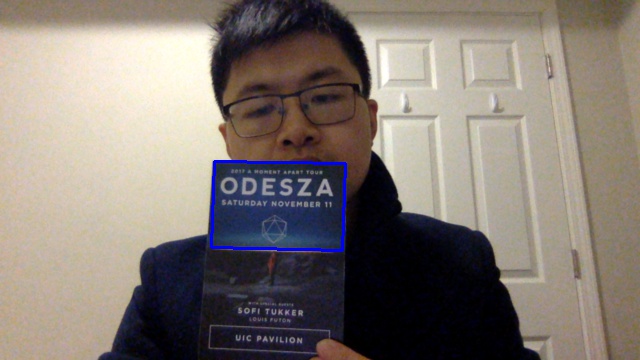 2017 A MOMENT APART TOUR
ODESZA
SATURDAY NOVEMBER 11
WITH SPECIAL GUESTS
SOFI TUKKER
LOUIS FUTON
UIC PAVILION